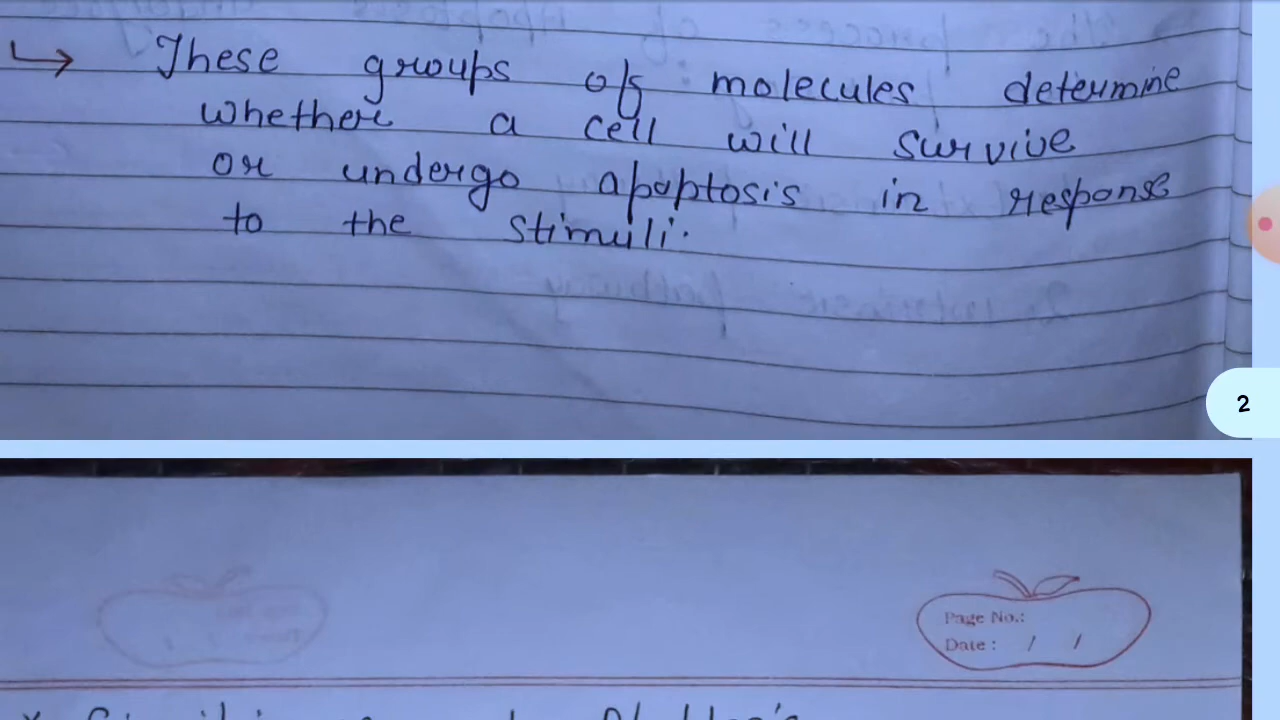 ↳ These groups of molecules determine
whether a cell will survive
or undergo apoptosis in response
to the stimuli.
2
Page No.:
Date : / /